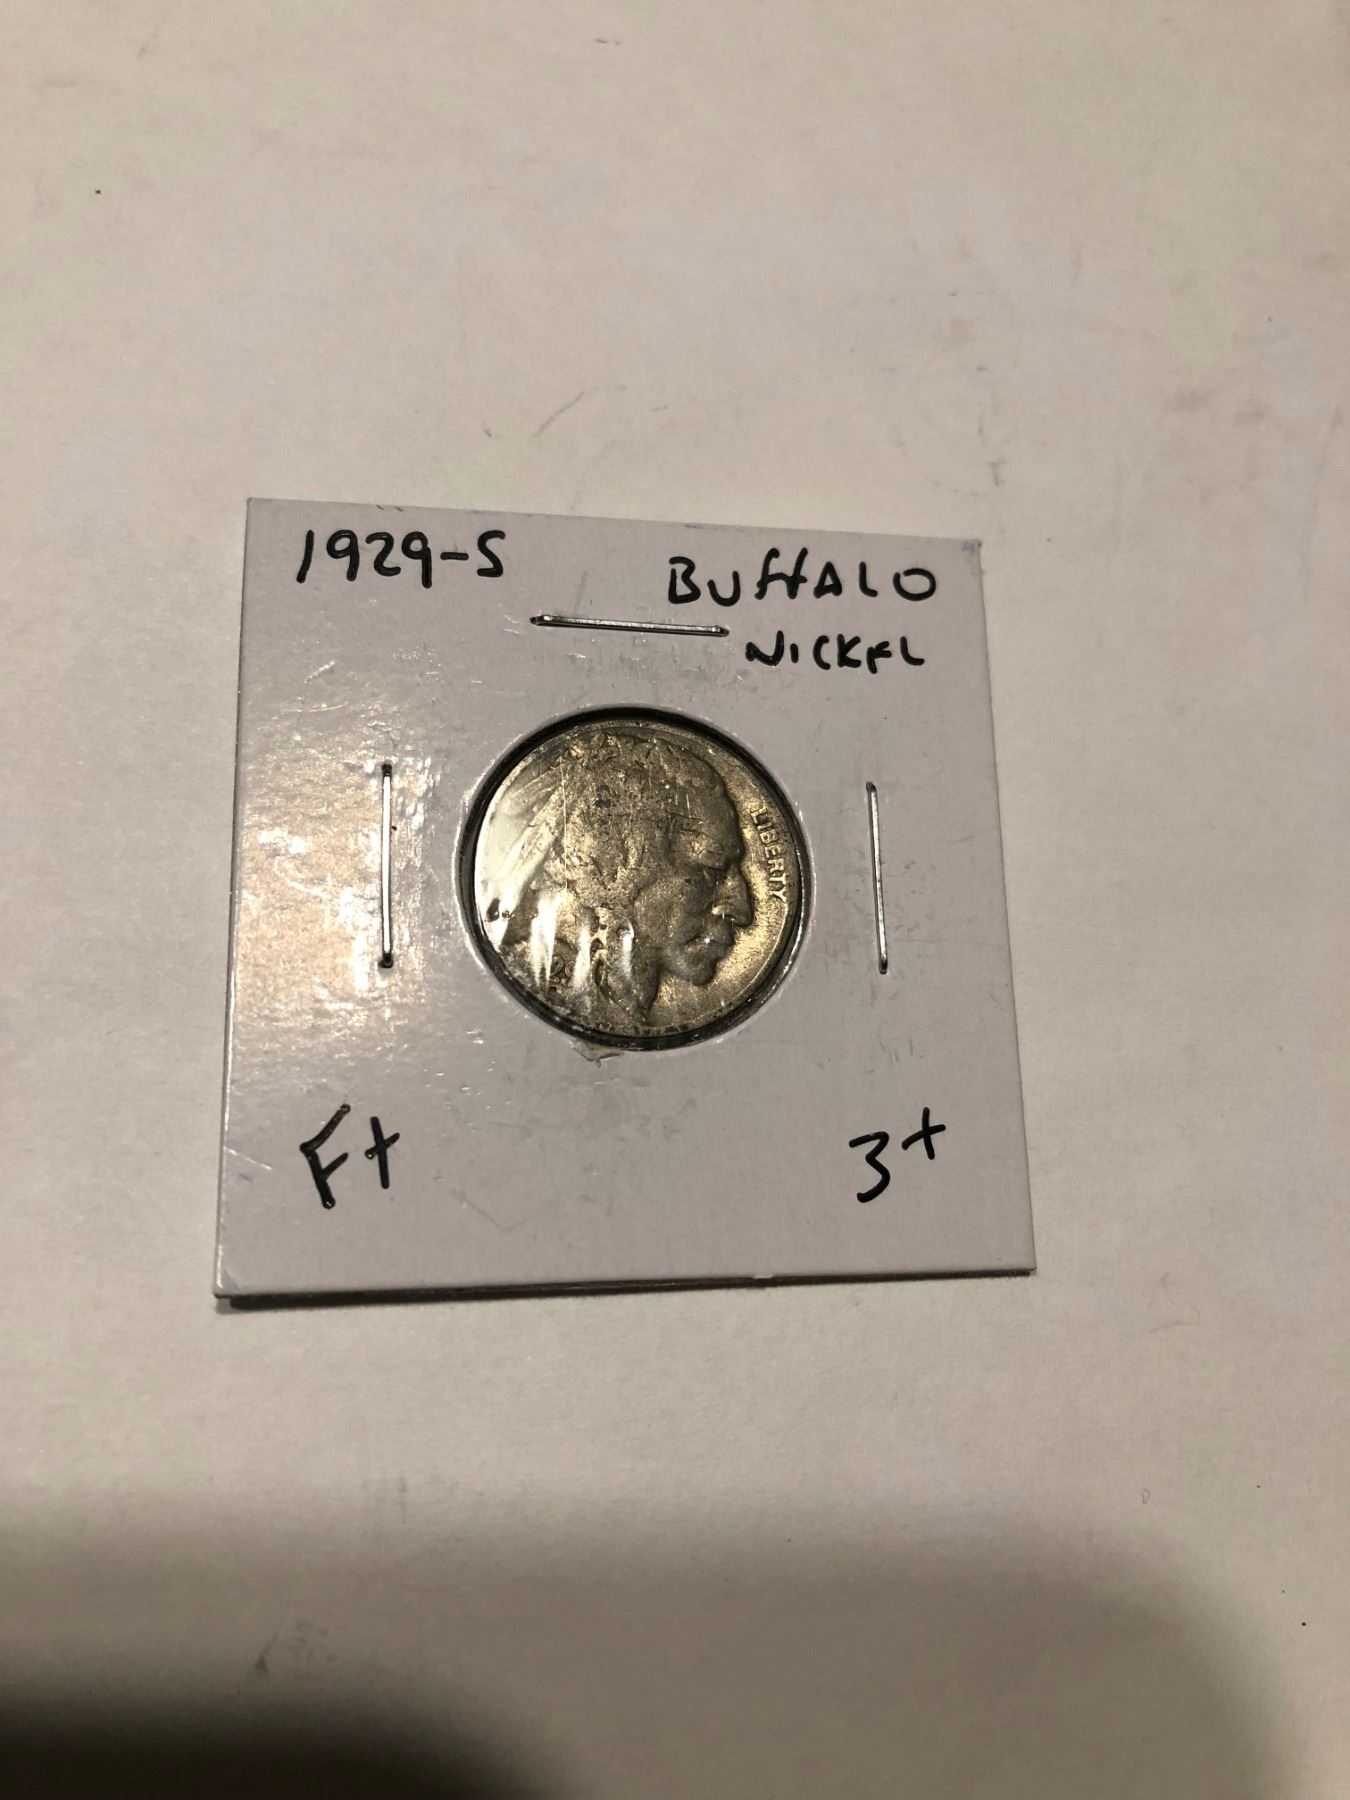 1929-S
BUffALO
NICKEL
LIBERTY
F+
3+